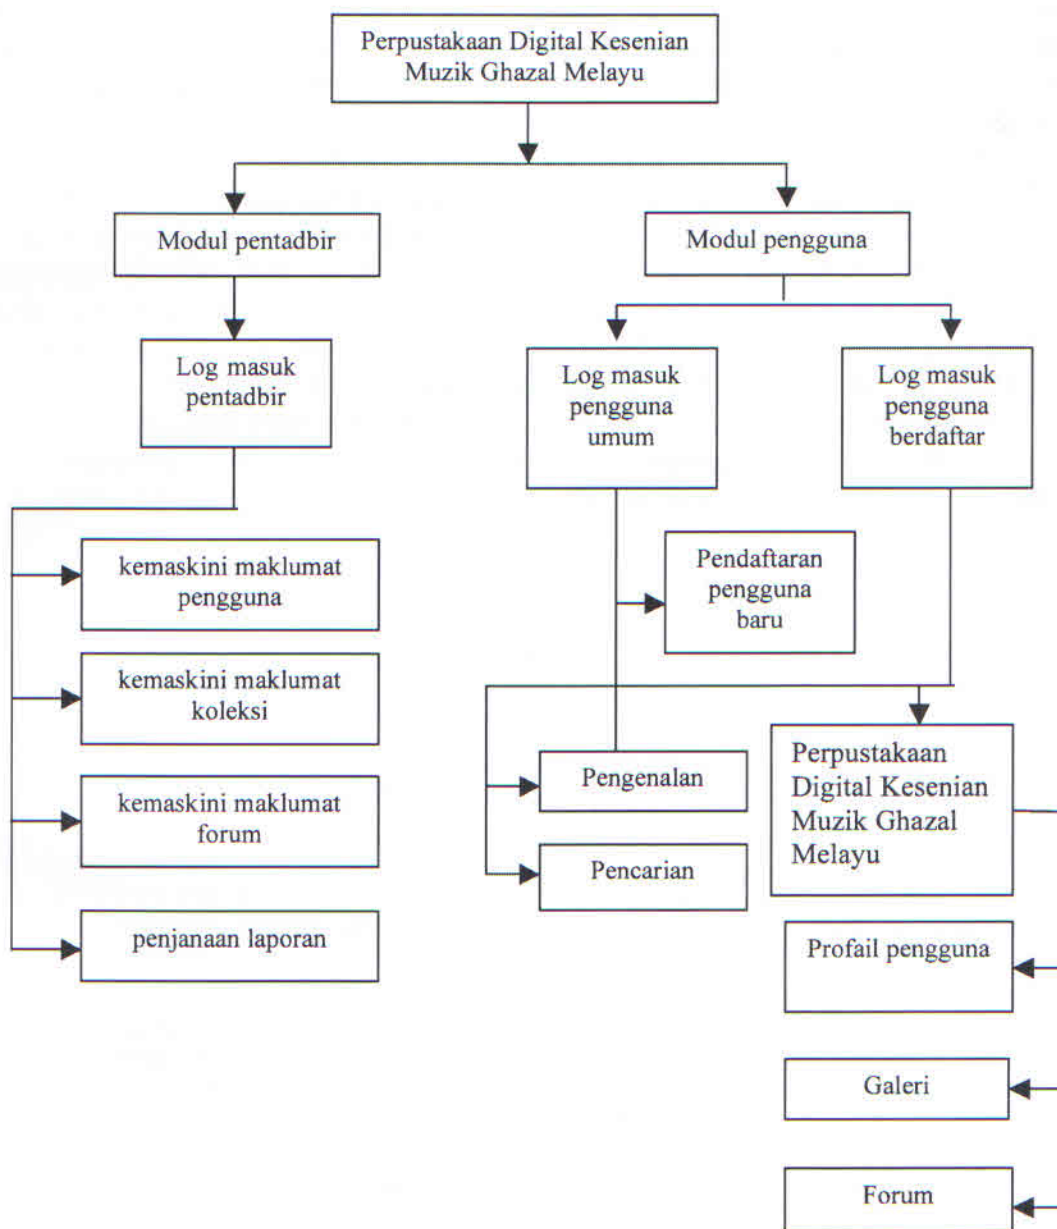 Perpustakaan Digital Kesenian
Muzik Ghazal Melayu
Modul pentadbir
Modul pengguna
Log masuk
pentadbir
Log masuk
pengguna
umum
Log masuk
pengguna
berdaftar
kemaskini maklumat
pengguna
kemaskini maklumat
koleksi
kemaskini maklumat
forum
penjanaan laporan
Pendaftaran
pengguna
baru
Pengenalan
Pencarian
Perpustakaan
Digital Kesenian
Muzik Ghazal
Melayu
Profail pengguna
Galeri
Forum